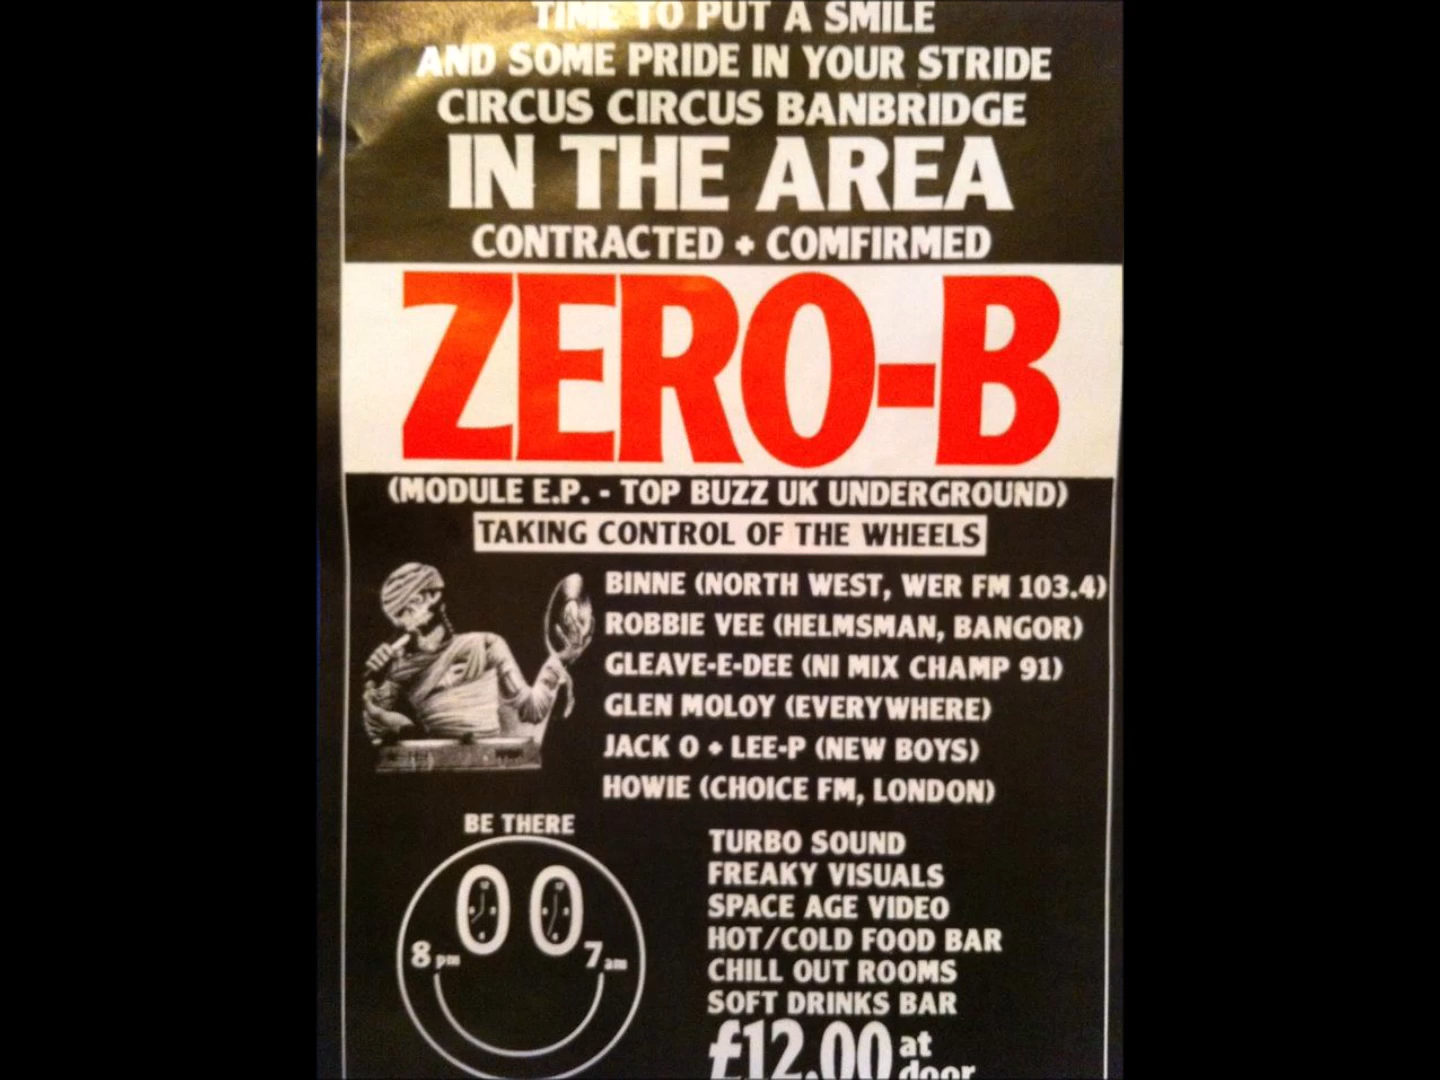 TIME TO PUT A SMILE
AND SOME PRIDE IN YOUR STRIDE
CIRCUS CIRCUS BANBRIDGE
IN THE AREA
CONTRACTED + COMFIRMED
ZERO-B
(MODULE E.P. - TOP BUZZ UK UNDERGROUND)
TAKING CONTROL OF THE WHEELS
BINNE (NORTH WEST, WER FM 103.4)
ROBBIE VEE (HELMSMAN, BANGOR)
GLEAVE-E-DEE (NI MIX CHAMP 91)
GLEN MOLOY (EVERYWHERE)
JACK O + LEE-P (NEW BOYS)
HOWIE (CHOICE FM, LONDON)
BE THERE
8pm
7am
TURBO SOUND
FREAKY VISUALS
SPACE AGE VIDEO
HOT/COLD FOOD BAR
CHILL OUT ROOMS
SOFT DRINKS BAR
£12.00 at
door